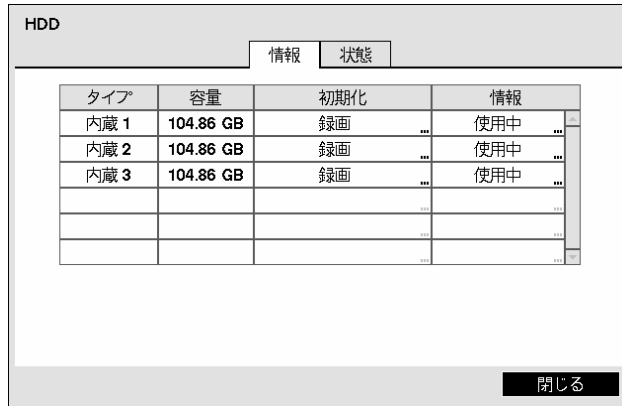 HDD
情報 状態
タイプ 容量 初期化 情報
内蔵 1 104.86 GB 録画 ... 使用中 ...
内蔵 2 104.86 GB 録画 ... 使用中 ...
内蔵 3 104.86 GB 録画 ... 使用中 ...
... ...
... ...
... ...
閉じる